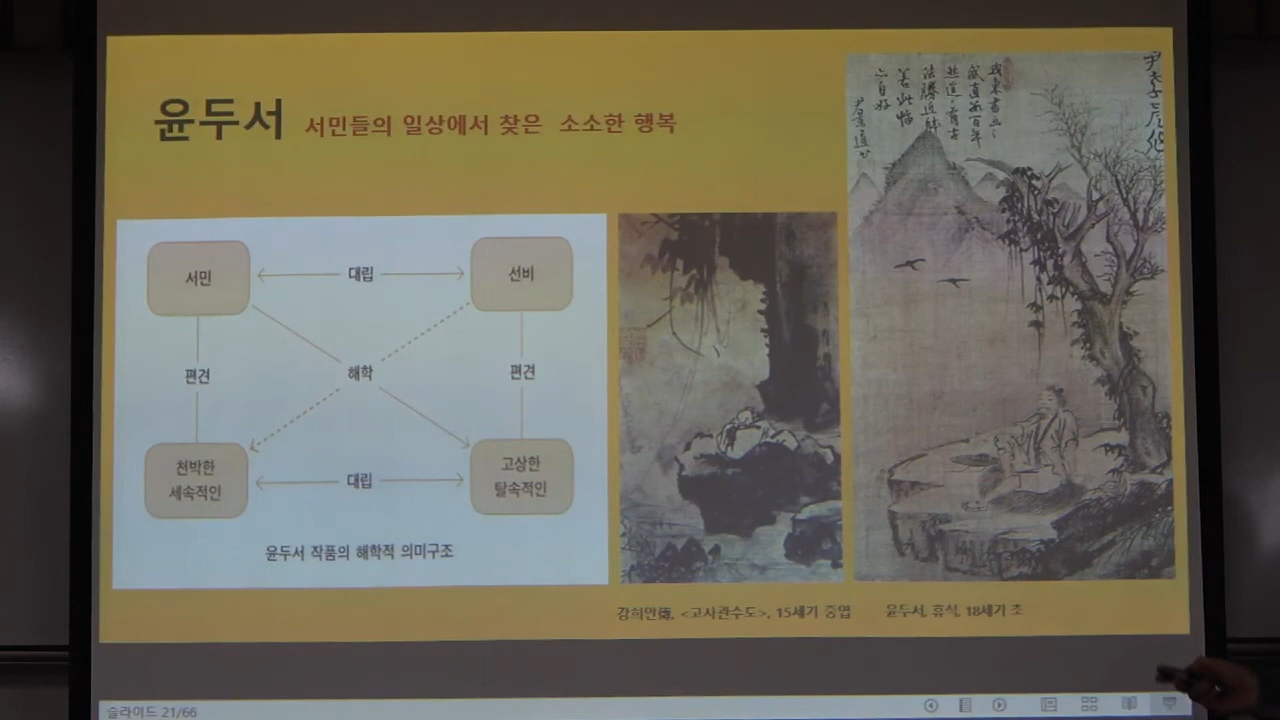 윤두서 서민들의 일상에서 찾은 소소한 행복
서민
대립
선비
편견
해학
편견
천박한
세속적인
대립
고상한
탈속적인
윤두서 작품의 해학적 의미구조
<고사관수도>, 15세기 중엽
윤두서, 휴식, 18세기 초
슬라이드 21/66